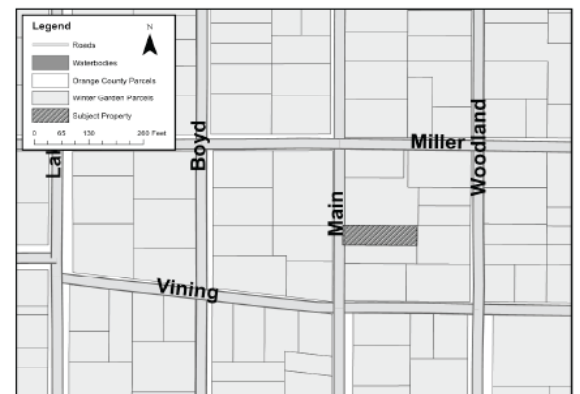 Legend
N
Roads
Waterbodies
Orange County Parcels
Winter Garden Parcels
Subject Property
0 65 130 260 Feet
Boyd
Miller
Woodland
Main
Vining